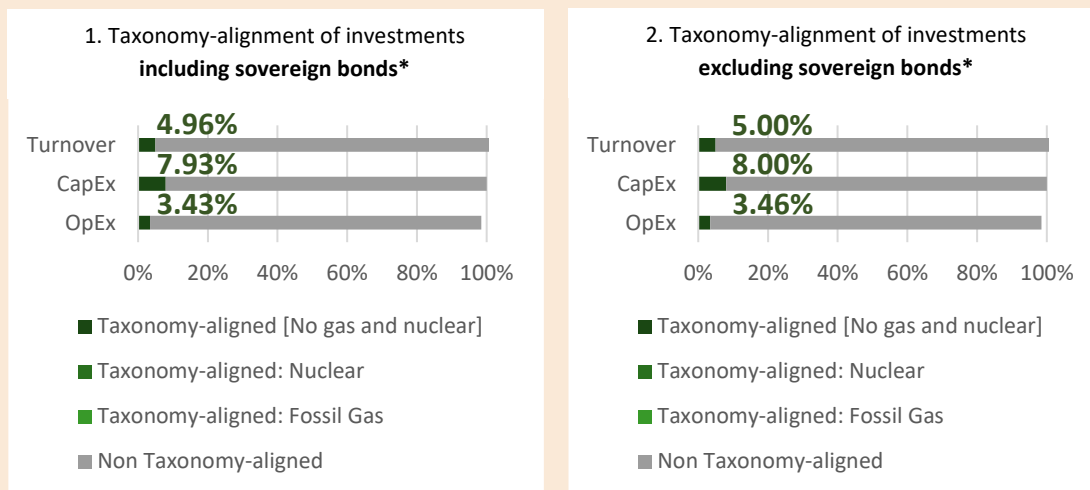 1. Taxonomy-alignment of investments
including sovereign bonds*
4.96%
Turnover
7.93%
CapEx
3.43%
OpEx
0% 20% 40% 60% 80% 100%
Taxonomy-aligned [No gas and nuclear]
Taxonomy-aligned: Nuclear
Taxonomy-aligned: Fossil Gas
Non Taxonomy-aligned
2. Taxonomy-alignment of investments
excluding sovereign bonds*
5.00%
Turnover
8.00%
CapEx
3.46%
OpEx
0% 20% 40% 60% 80% 100%
Taxonomy-aligned [No gas and nuclear]
Taxonomy-aligned: Nuclear
Taxonomy-aligned: Fossil Gas
Non Taxonomy-aligned